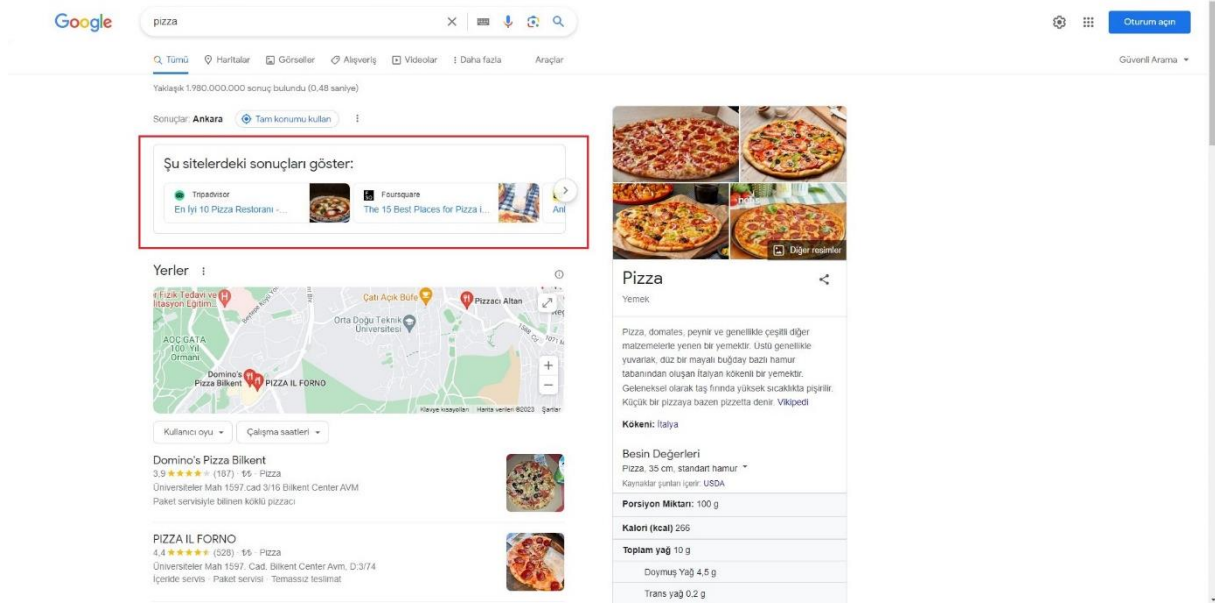 Google
pizza
Oturum açın
Tümü Haritalar Görseller Alışveriş Videolar Daha fazla Araçlar
Güvenli Arama
Yaklaşık 1.980.000.000 sonuç bulundu (0,48 saniye)
Sonuçlar: Ankara Tam konumu kullan
Şu sitelerdeki sonuçları göster:
Tripadvisor
En İyi 10 Pizza Restoranı -...
Foursquare
The 15 Best Places for Pizza i...
Yerler
Çatı Açık Büfe
Pizzacı Altan
Orta Doğu Teknik
Üniversitesi
AOÇ GATA
100. Yıl
Ormanı
Domino's
Pizza Bilkent
PIZZA IL FORNO
Klavye kısayolları Harita verileri ©2023 Şartlar
Kullanıcı oyu Çalışma saatleri
Domino's Pizza Bilkent
3,9 (187) · ₺₺ · Pizza
Üniversiteler Mah 1597.cad 3/16 Bilkent Center AVM
Paket servisiyle bilinen köklü pizzacı
PIZZA IL FORNO
4,4 (528) · ₺₺ · Pizza
Üniversiteler Mah 1597. Cad. Bilkent Center Avm, D:3/74
İçeride servis · Paket servisi · Temassız teslimat
Diğer resimler
Pizza
Yemek
Pizza, domates, peynir ve genellikle çeşitli diğer
malzemelerle yenen bir yemektir. Üstü genellikle
yuvarlak, düz bir mayalı buğday bazlı hamur
tabanından oluşan İtalyan kökenli bir yemektir.
Geleneksel olarak taş fırında yüksek sıcaklıkta pişirilir.
Küçük bir pizzaya bazen pizzetta denir. Vikipedi
Kökeni: İtalya
Besin Değerleri
Pizza, 35 cm, standart hamur
Kaynaklar şunları içerir: USDA
Porsiyon Miktarı: 100 g
Kalori (kcal) 266
Toplam yağ 10 g
Doymuş Yağ 4,5 g
Trans yağ 0,2 g